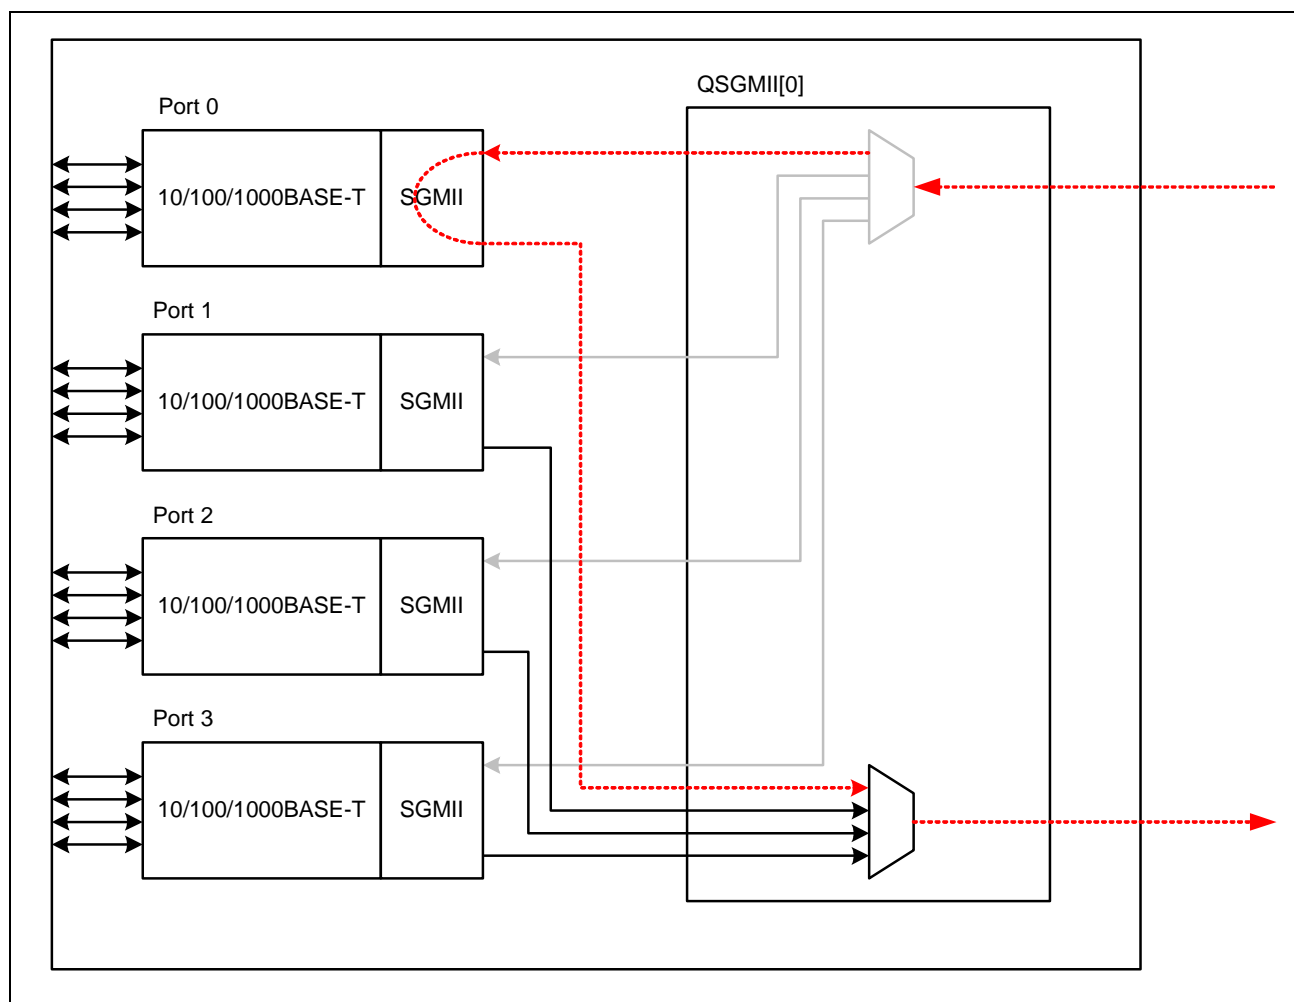 QSGMII[0]
Port 0
10/100/1000BASE-T
SGMII
Port 1
10/100/1000BASE-T
SGMII
Port 2
10/100/1000BASE-T
SGMII
Port 3
10/100/1000BASE-T
SGMII